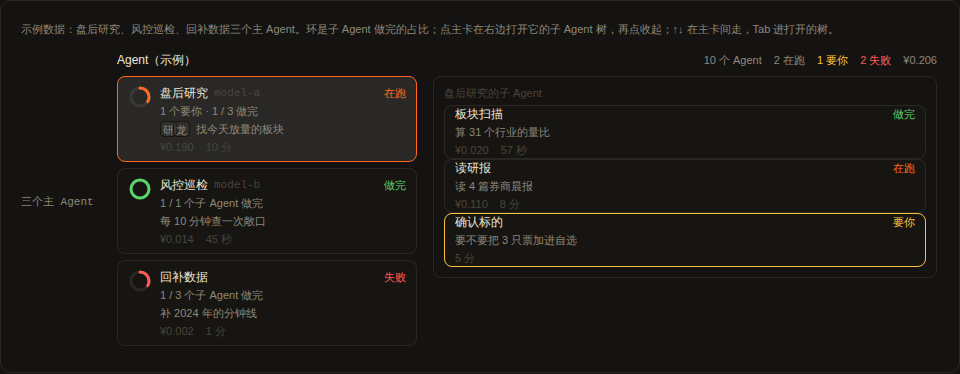 示例数据：盘后研究、风控巡检、回补数据三个主 Agent。环是子 Agent 做完的占比；点主卡在右边打开它的子 Agent 树，再点收起；↑↓ 在主卡间走，Tab 进打开的树。
Agent（示例） 10 个 Agent 2 在跑 1 要你 2 失败 ¥0.206
三个主 Agent
盘后研究 model-a 在跑
1 个要你 · 1 / 3 做完
研 龙 找今天放量的板块
¥0.190 10 分
风控巡检 model-b 做完
1 / 1 个子 Agent 做完
每 10 分钟查一次敞口
¥0.014 45 秒
回补数据 失败
1 / 3 个子 Agent 做完
补 2024 年的分钟线
¥0.002 1 分
盘后研究的子 Agent
板块扫描 做完
算 31 个行业的量比
¥0.020 57 秒
读研报 在跑
读 4 篇券商晨报
¥0.110 8 分
确认标的 要你
要不要把 3 只票加进自选
5 分